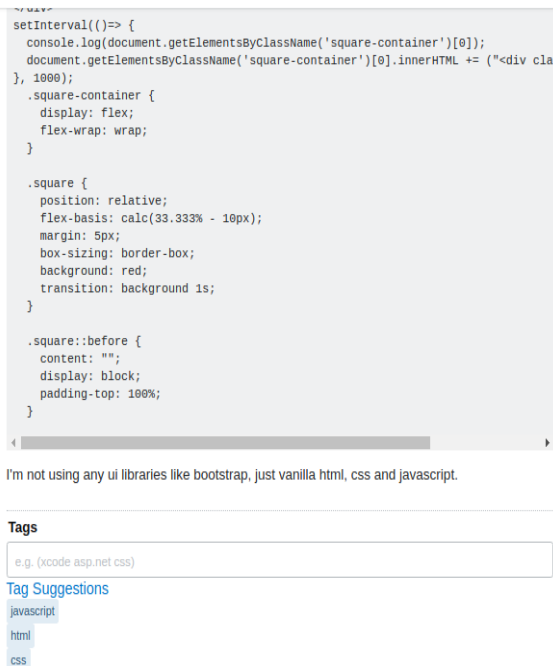 </div>
setInterval(()=> {
  console.log(document.getElementsByClassName('square-container')[0]);
  document.getElementsByClassName('square-container')[0].innerHTML += ("<div cla
}, 1000);
  .square-container {
    display: flex;
    flex-wrap: wrap;
  }

  .square {
    position: relative;
    flex-basis: calc(33.333% - 10px);
    margin: 5px;
    box-sizing: border-box;
    background: red;
    transition: background 1s;
  }

  .square::before {
    content: "";
    display: block;
    padding-top: 100%;
  }
I'm not using any ui libraries like bootstrap, just vanilla html, css and javascript.
Tags
e.g. (xcode asp.net css)
Tag Suggestions
javascript
html
css